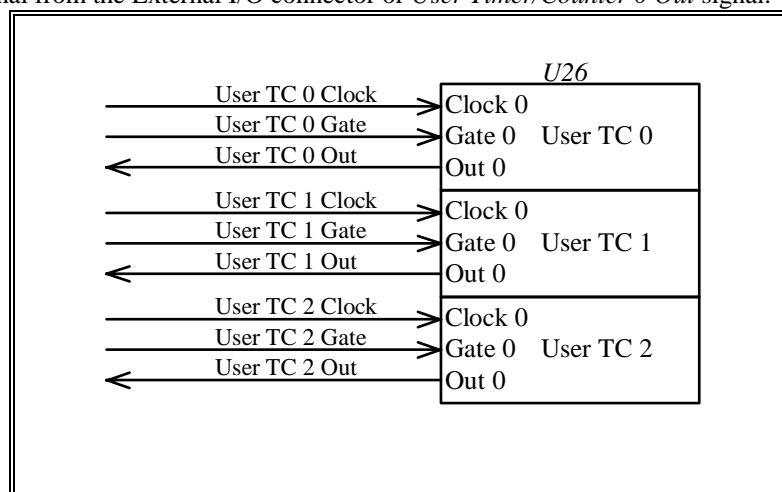 nal from the External I/O connector or User Timer/Counter 0 Out signal.
U26
User TC 0 Clock
Clock 0
User TC 0 Gate
Gate 0 User TC 0
User TC 0 Out
Out 0
User TC 1 Clock
Clock 0
User TC 1 Gate
Gate 0 User TC 1
User TC 1 Out
Out 0
User TC 2 Clock
Clock 0
User TC 2 Gate
Gate 0 User TC 2
User TC 2 Out
Out 0